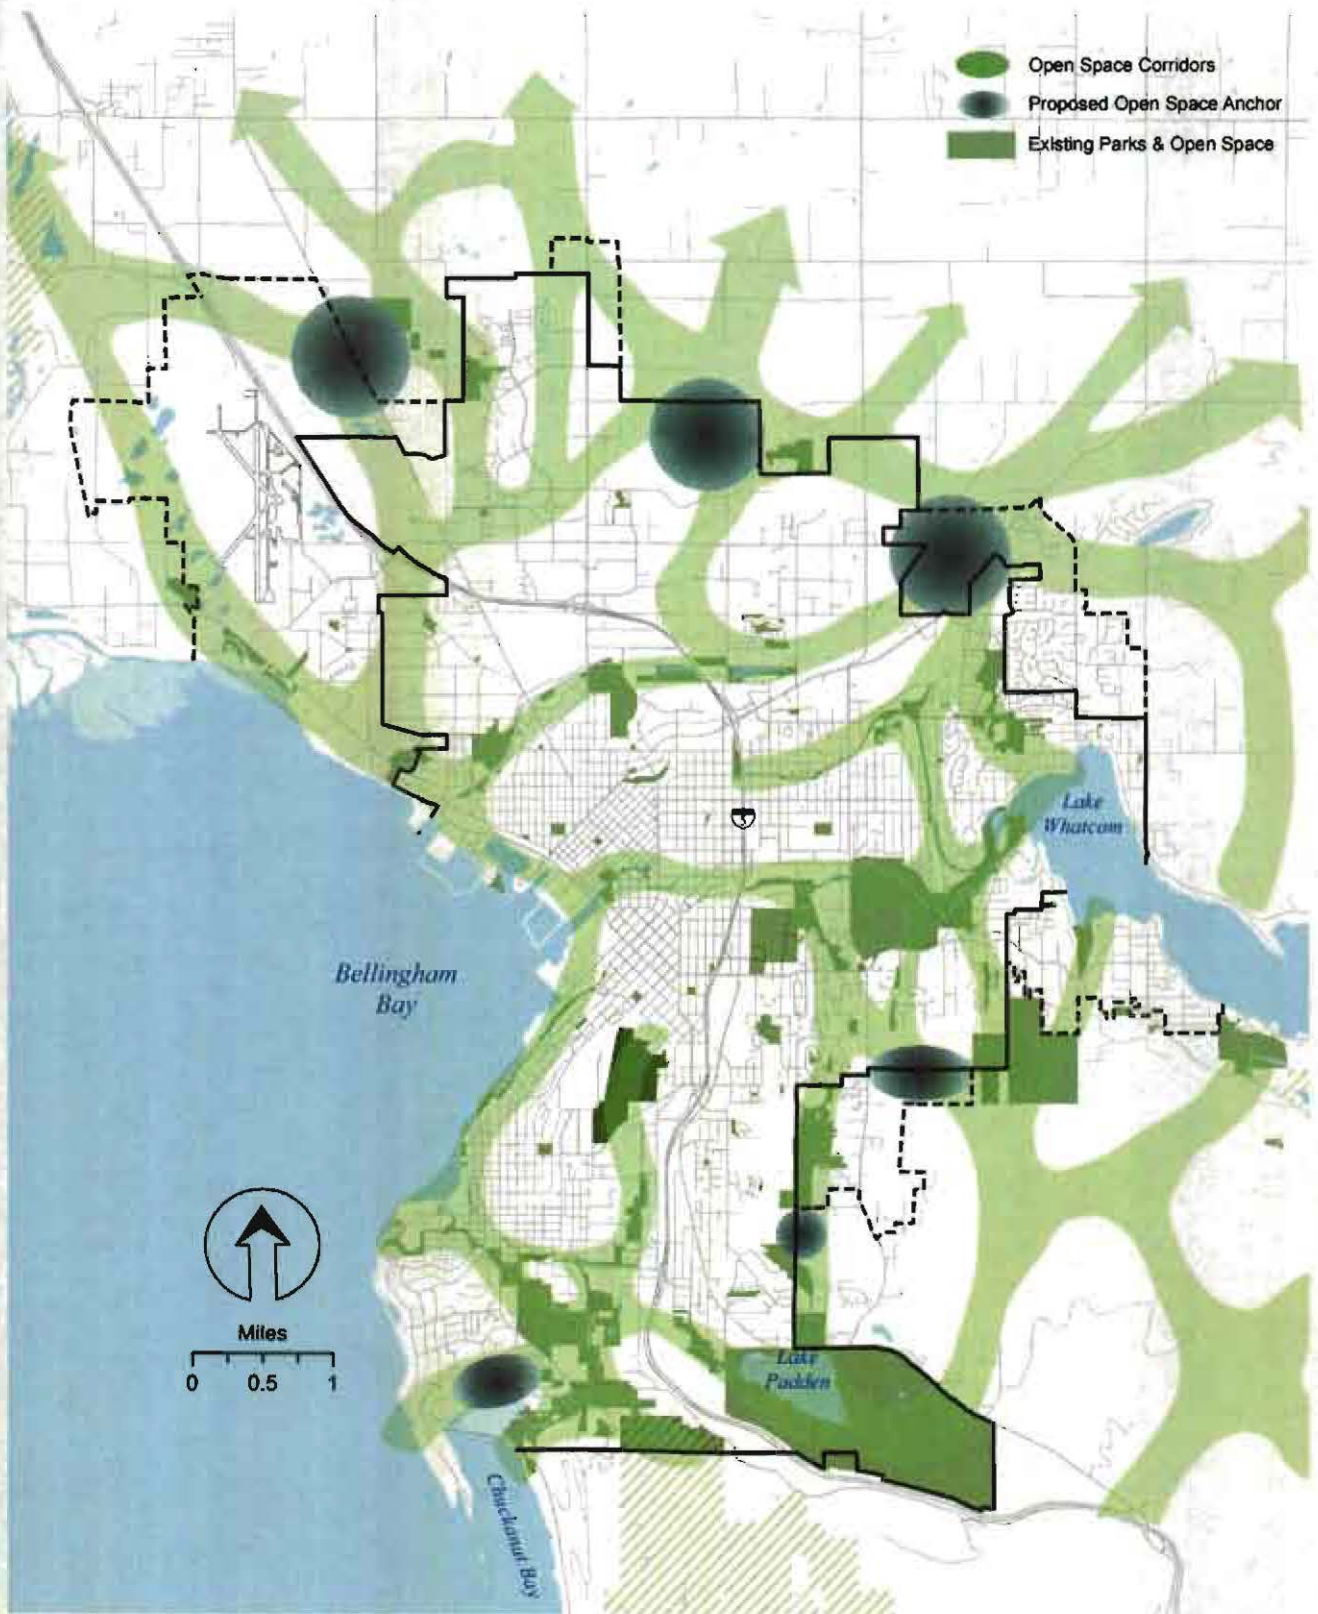 Open Space Corridors
Proposed Open Space Anchor
Existing Parks & Open Space
Lake
Whatcom
5
Bellingham
Bay
Miles
0 0.5 1
Lake
Padden
Chuckanut Bay